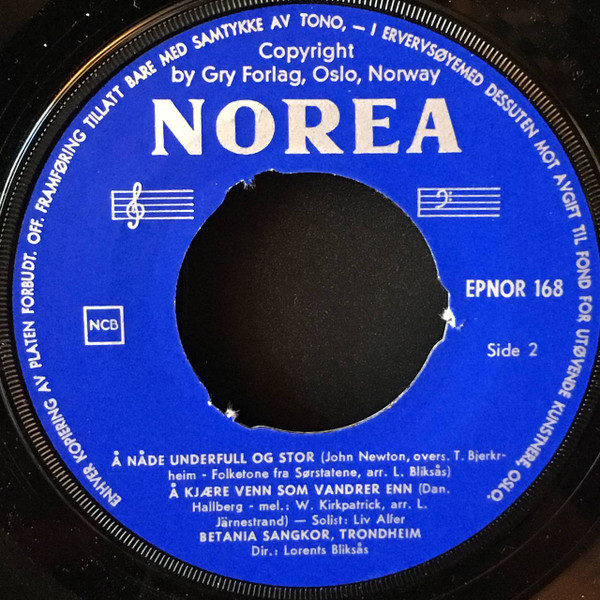 ENHVER KOPIERING AV PLATEN FORBUDT. OFF. FRAMFØRING TILLATT BARE MED SAMTYKKE AV TONO, — I ERVERVSØYEMED DESSUTEN MOT AVGIFT TIL FOND FOR UTØVENDE KUNSTNERE OSLO.
Copyright
by Gry Forlag, Oslo, Norway
NOREA
EPNOR 168
NCB
Side 2
Å NÅDE UNDERFULL OG STOR (John Newton, overs. T. Bjerkr-
heim - Folketone fra Sørstatene, arr. L. Bliksås)
Å KJÆRE VENN SOM VANDRER ENN (Dan.
Hallberg - mel.: W. Kirkpatrick, arr. L.
Järnestrand) — Solist: Liv Alfer
BETANIA SANGKOR, TRONDHEIM
Dir.: Lorents Bliksås